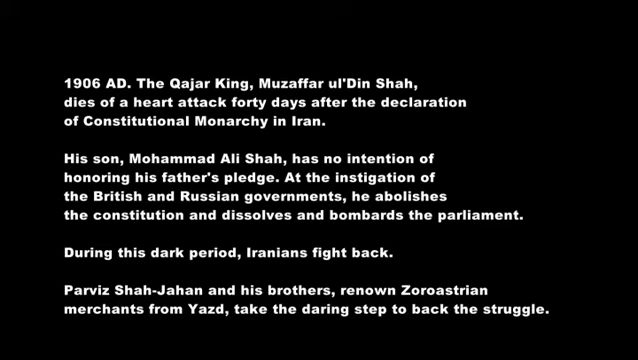 1906 AD. The Qajar King, Muzaffar ul'Din Shah,
dies of a heart attack forty days after the declaration
of Constitutional Monarchy in Iran.
His son, Mohammad Ali Shah, has no intention of
honoring his father's pledge. At the instigation of
the British and Russian governments, he abolishes
the constitution and dissolves and bombards the parliament.
During this dark period, Iranians fight back.
Parviz Shah-Jahan and his brothers, renown Zoroastrian
merchants from Yazd, take the daring step to back the struggle.